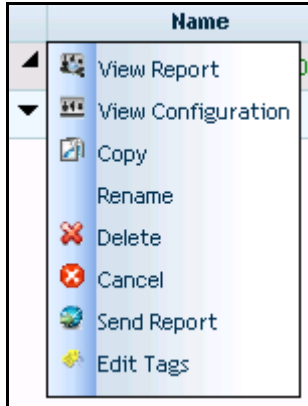 Name
View Report
View Configuration
Copy
Rename
Delete
Cancel
Send Report
Edit Tags